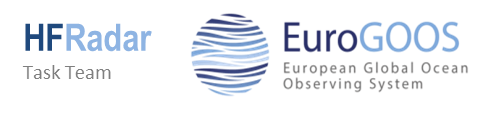 HFRadar
Task Team
EuroGOOS
European Global Ocean
Observing System